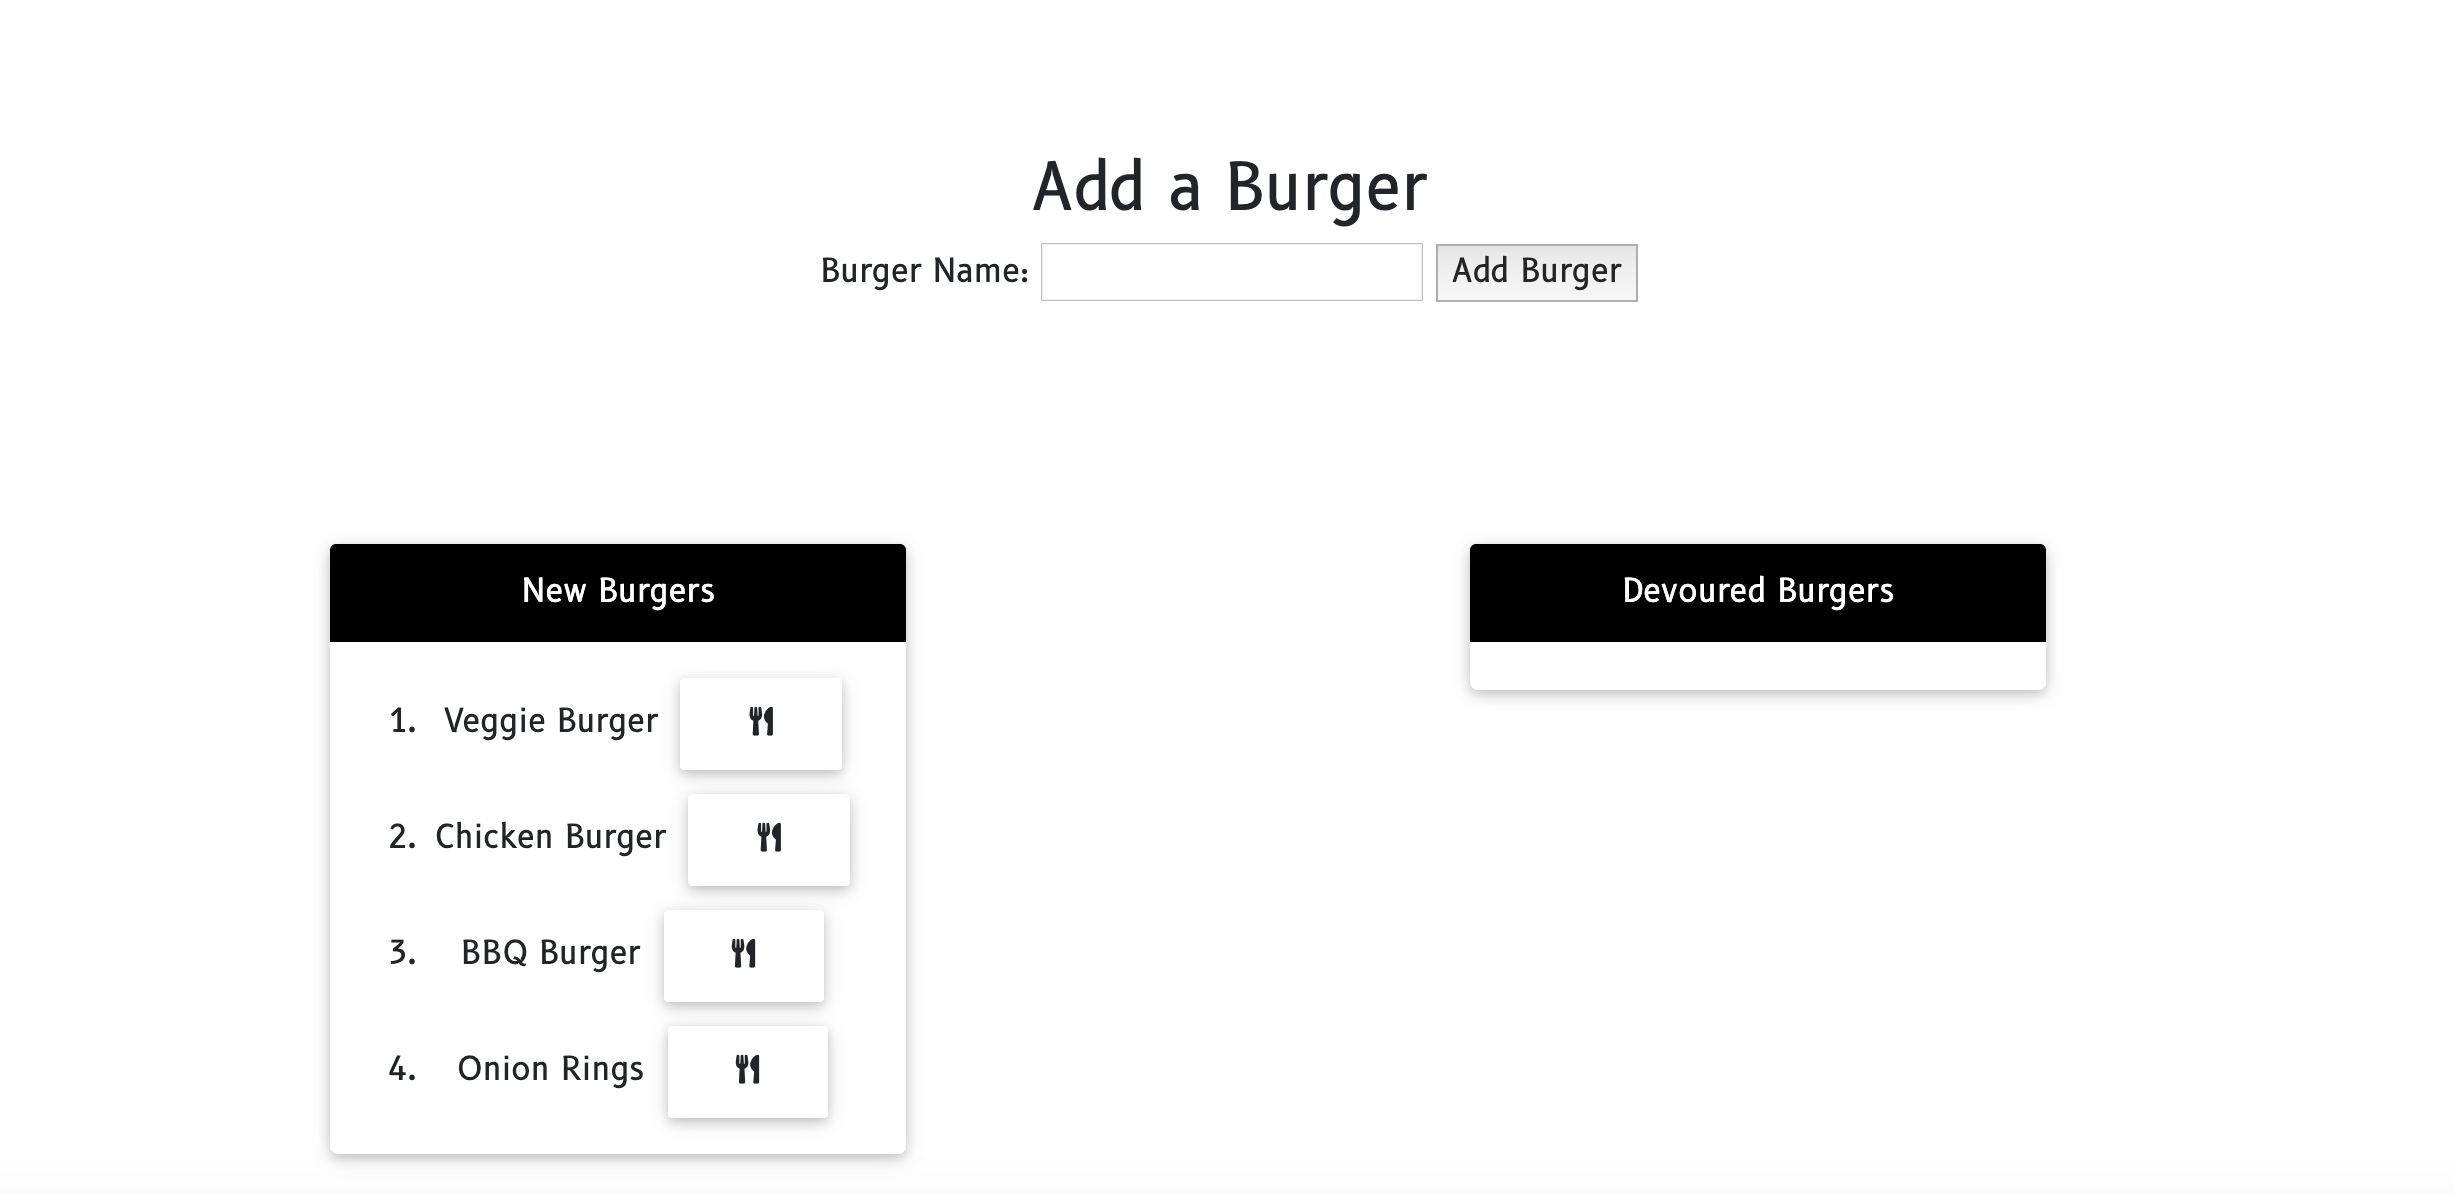 Add a Burger
Burger Name: Add Burger
New Burgers
1. Veggie Burger
2. Chicken Burger
3. BBQ Burger
4. Onion Rings
Devoured Burgers